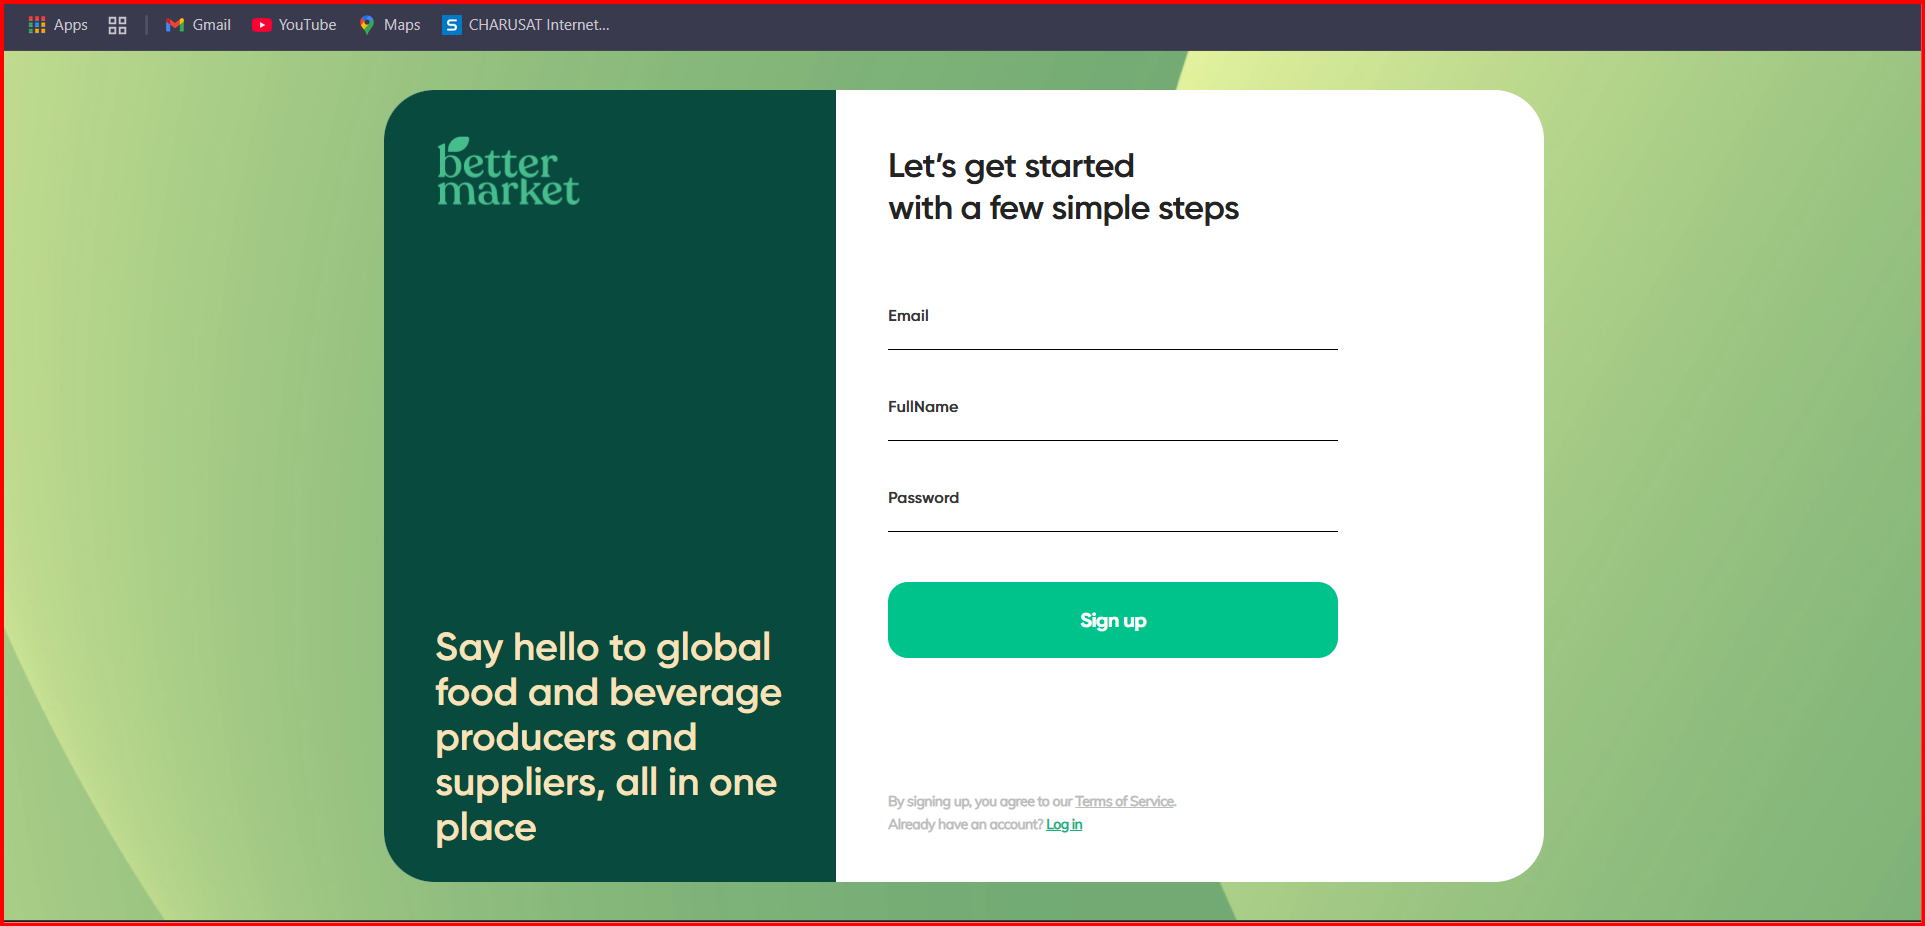 Apps Gmail YouTube Maps CHARUSAT Internet...
better
market
Say hello to global
food and beverage
producers and
suppliers, all in one
place
Let’s get started
with a few simple steps
Email
FullName
Password
Sign up
By signing up, you agree to our Terms of Service.
Already have an account? Log in